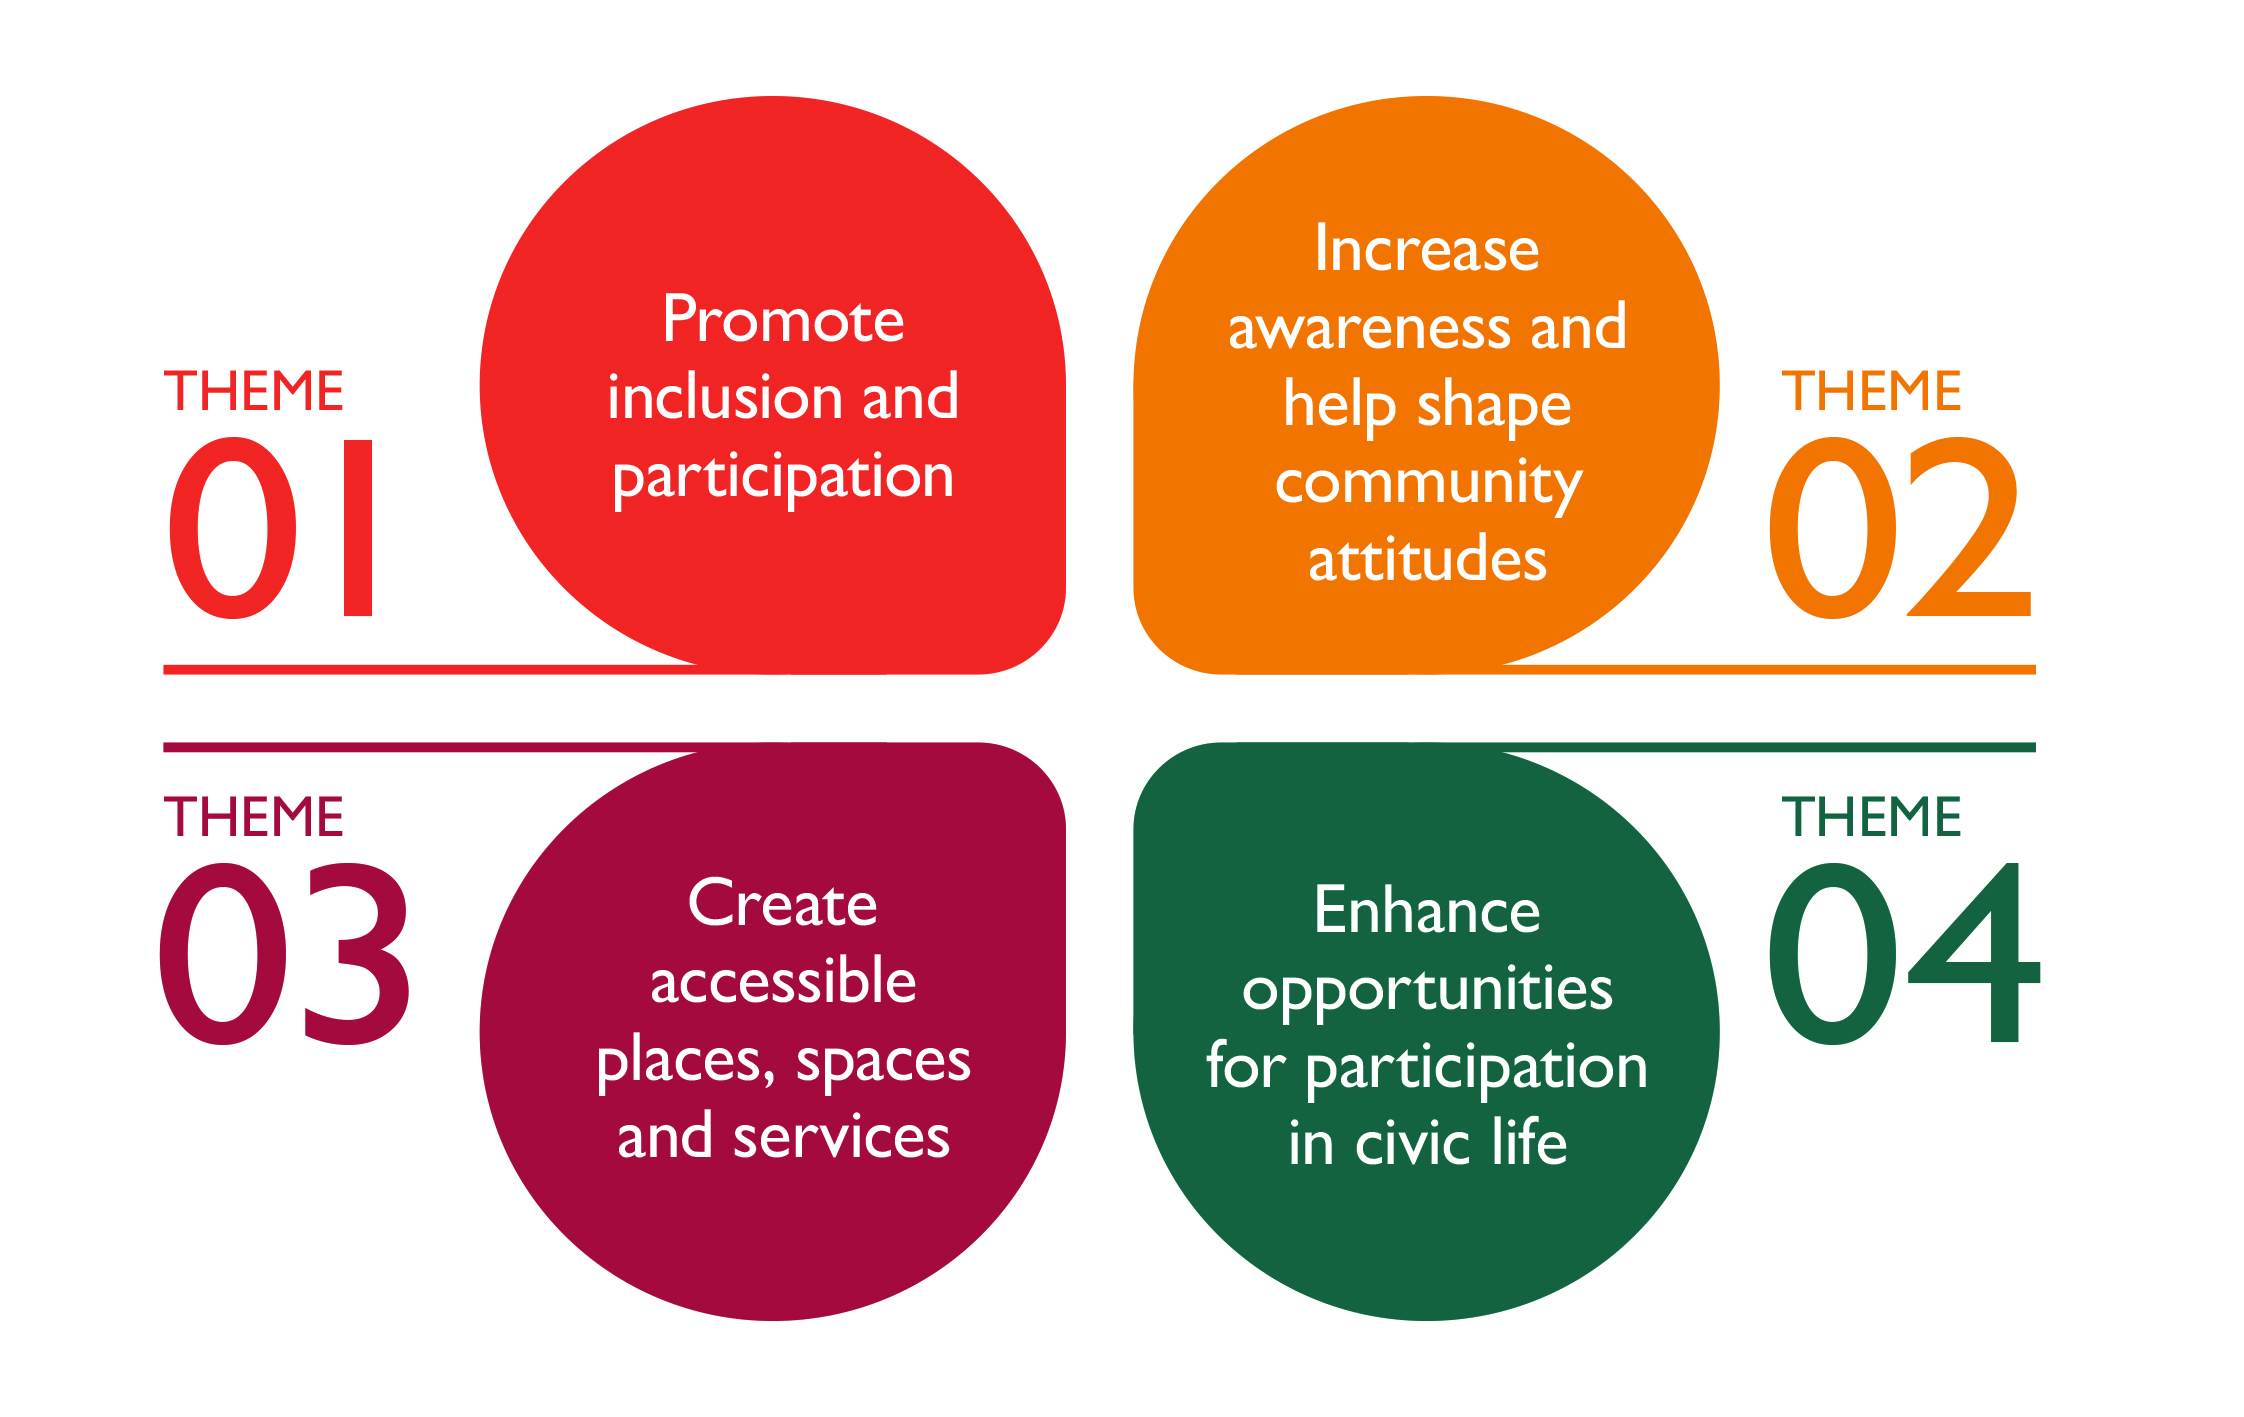 THEME
01
Promote
inclusion and
participation
Increase
awareness and
help shape
community
attitudes
THEME
02
THEME
03
Create
accessible
places, spaces
and services
Enhance
opportunities
for participation
in civic life
THEME
04